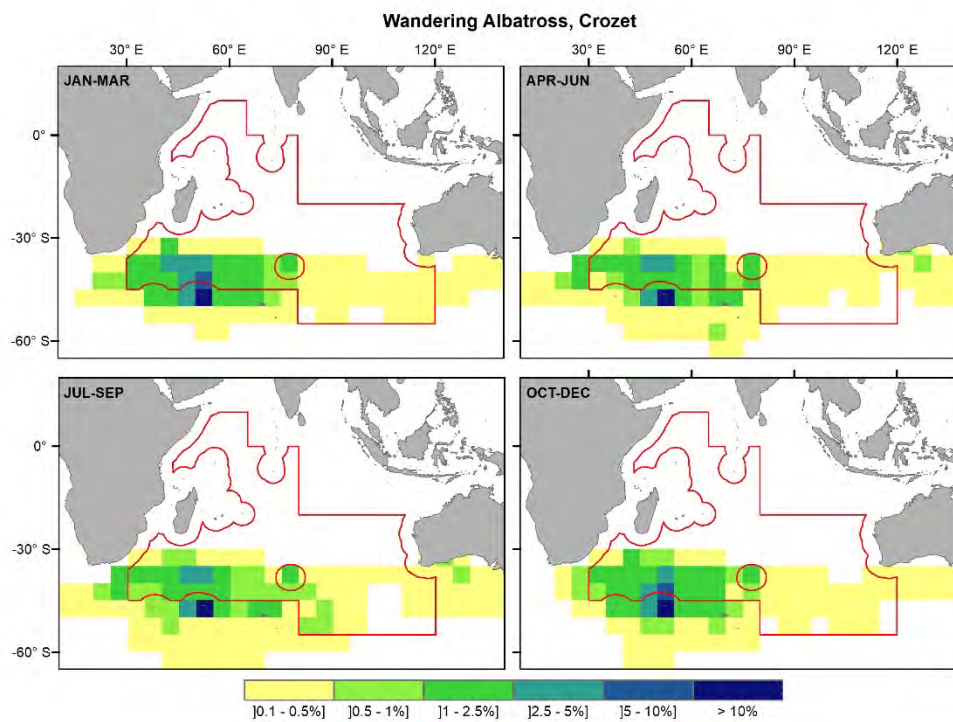 Wandering Albatross, Crozet
30° E 60° E 90° E 120° E 30° E 60° E 90° E 120° E
JAN-MAR APR-JUN
0°
-30° S
-60° S
JUL-SEP OCT-DEC
0°
-30° S
-60° S
]0.1 - 0.5%] ]0.5 - 1%] ]1 - 2.5%] ]2.5 - 5%] ]5 - 10%] > 10%